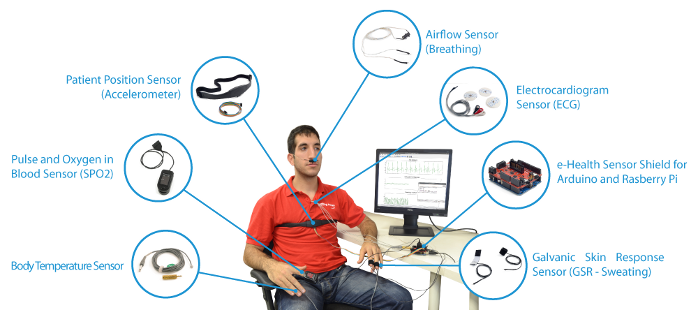 Airflow Sensor
(Breathing)
Patient Position Sensor
(Accelerometer)
Electrocardiogram
Sensor (ECG)
Pulse and Oxygen in
Blood Sensor (SPO2)
e-Health Sensor Shield for
Arduino and Rasberry Pi
Body Temperature Sensor
Galvanic Skin Response
Sensor (GSR - Sweating)